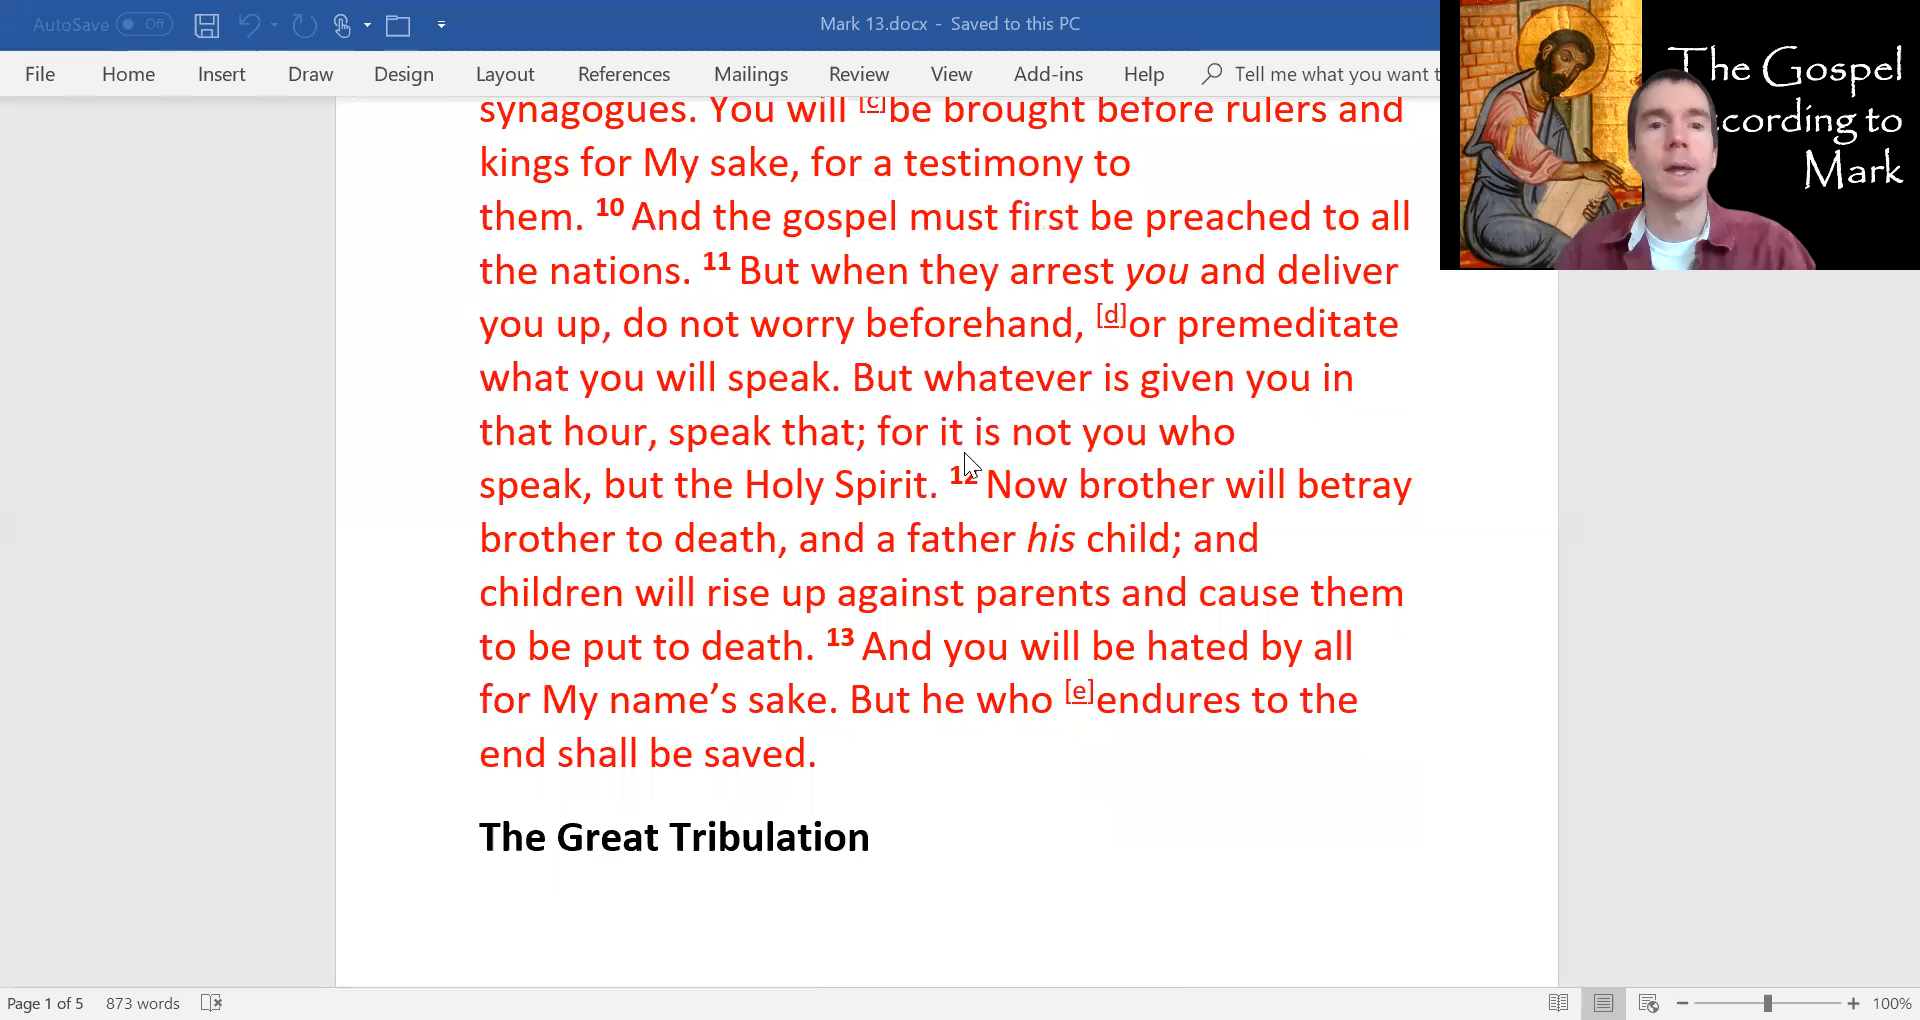 AutoSave Off
Mark 13.docx - Saved to this PC
File Home Insert Draw Design Layout References Mailings Review View Add-ins Help Tell me what you want t
The Gospel
cording to
Mark
synagogues. You will [c]be brought before rulers and
kings for My sake, for a testimony to
them. 10 And the gospel must first be preached to all
the nations. 11 But when they arrest you and deliver
you up, do not worry beforehand, [d]or premeditate
what you will speak. But whatever is given you in
that hour, speak that; for it is not you who
speak, but the Holy Spirit. 12 Now brother will betray
brother to death, and a father his child; and
children will rise up against parents and cause them
to be put to death. 13 And you will be hated by all
for My name’s sake. But he who [e]endures to the
end shall be saved.
The Great Tribulation
Page 1 of 5 873 words
100%